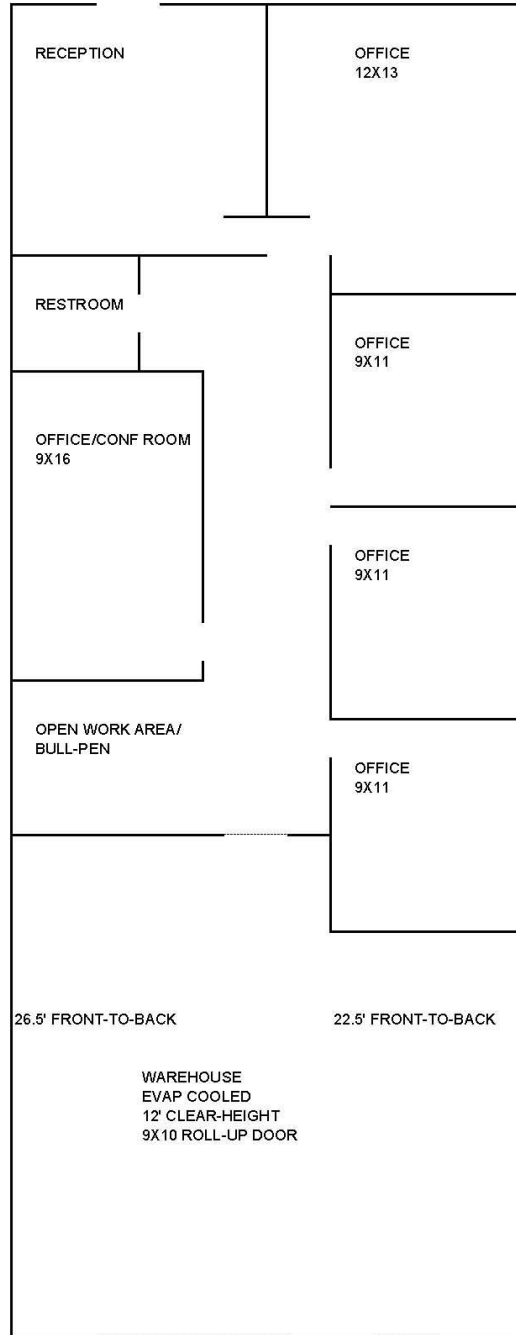 RECEPTION
OFFICE
12X13
RESTROOM
OFFICE
9X11
OFFICE/CONF ROOM
9X16
OFFICE
9X11
OPEN WORK AREA/
BULL-PEN
OFFICE
9X11
26.5' FRONT-TO-BACK
22.5' FRONT-TO-BACK
WAREHOUSE
EVAP COOLED
12' CLEAR-HEIGHT
9X10 ROLL-UP DOOR